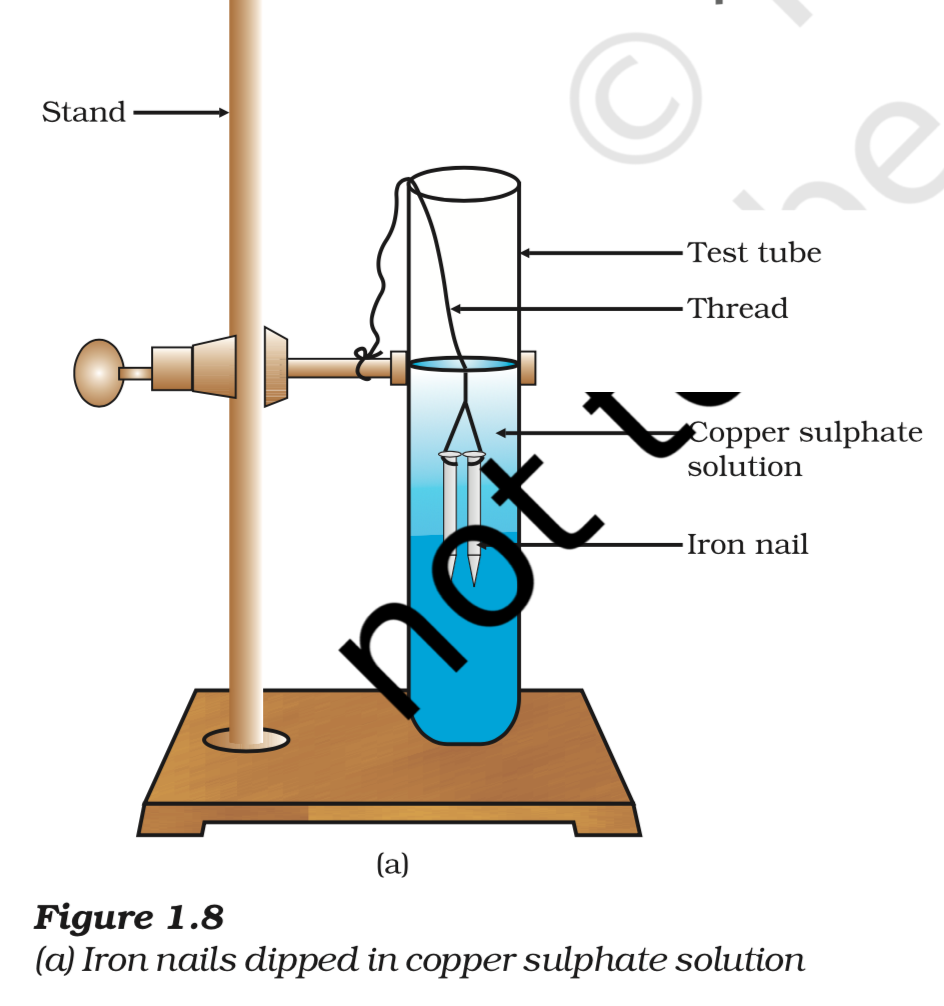 ©
be
Stand
Test tube
Thread
Copper sulphate
solution
Iron nail
not t
(a)
Figure 1.8
(a) Iron nails dipped in copper sulphate solution